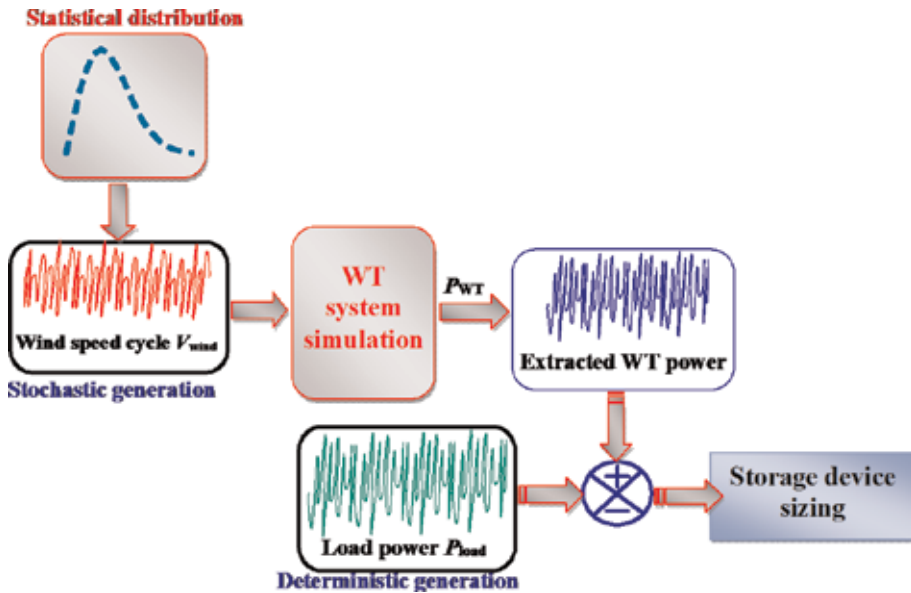 Statistical distribution
Wind speed cycle Vwind
Stochastic generation
WT
system
simulation
PWT
Extracted WT power
Load power Pload
Deterministic generation
+
−
Storage device
sizing